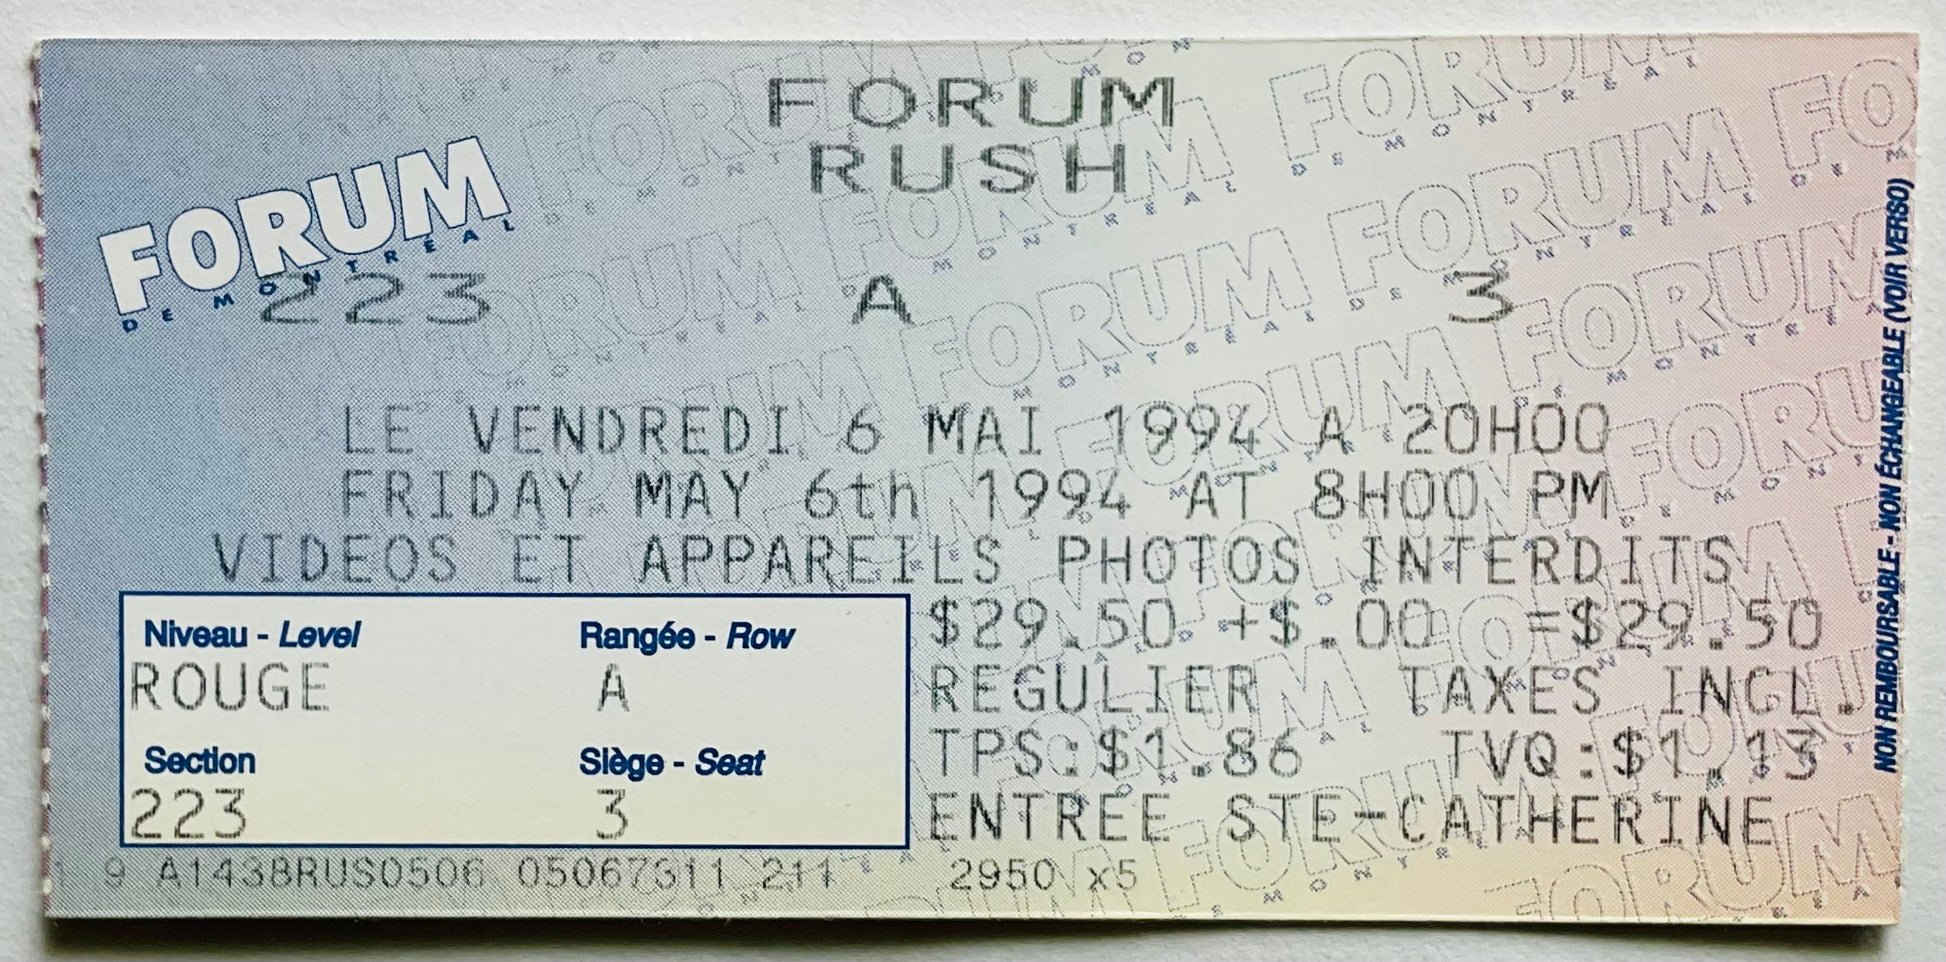 FORUM
RUSH
FORUM
DE MONTRÉAL
223 A 3
LE VENDREDI 6 MAI 1994 A 20H00
FRIDAY MAY 6th 1994 AT 8H00 PM
VIDEOS ET APPAREILS PHOTOS INTERDITS
Niveau - Level Rangée - Row
ROUGE A
Section Siège - Seat
223 3
$29.50 +$.00 =$29.50
REGULIER TAXES INCL.
TPS:$1.86 TVQ:$1.13
ENTREE STE-CATHERINE
1 9 A1438RUS0506 05067311 211 2950 x5
NON REMBOURSABLE - NON ÉCHANGEABLE (VOIR VERSO)